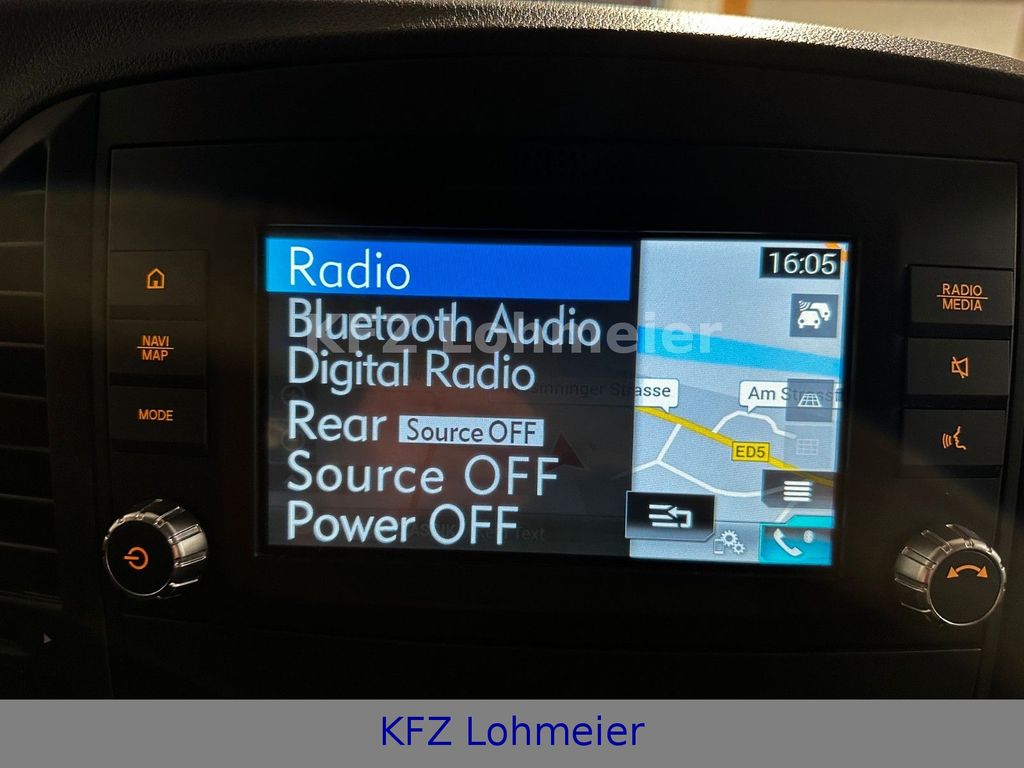 Radio
16:05
Bluetooth Audio
KFZ Lohmeier
Digital Radio
Rear Source OFF
Source OFF
Power OFF
Strasse
Am
ED5
NAVI
MAP
MODE
RADIO
MEDIA
KFZ Lohmeier